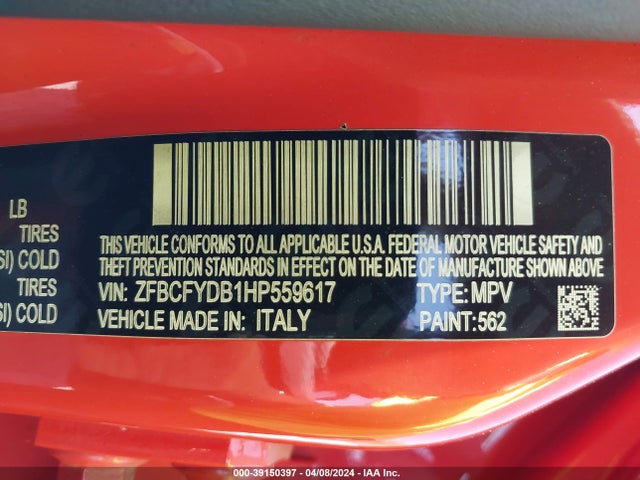 LB
TIRES
SI) COLD
TIRES
SI) COLD
THIS VEHICLE CONFORMS TO ALL APPLICABLE U.S.A. FEDERAL MOTOR VEHICLE SAFETY AND
THEFT PREVENTION STANDARDS IN EFFECT ON THE DATE OF MANUFACTURE SHOWN ABOVE.
VIN: ZFBCFYDB1HP559617 TYPE: MPV
VEHICLE MADE IN: ITALY PAINT: 562
000-39150397 - 04/08/2024 - IAA Inc.